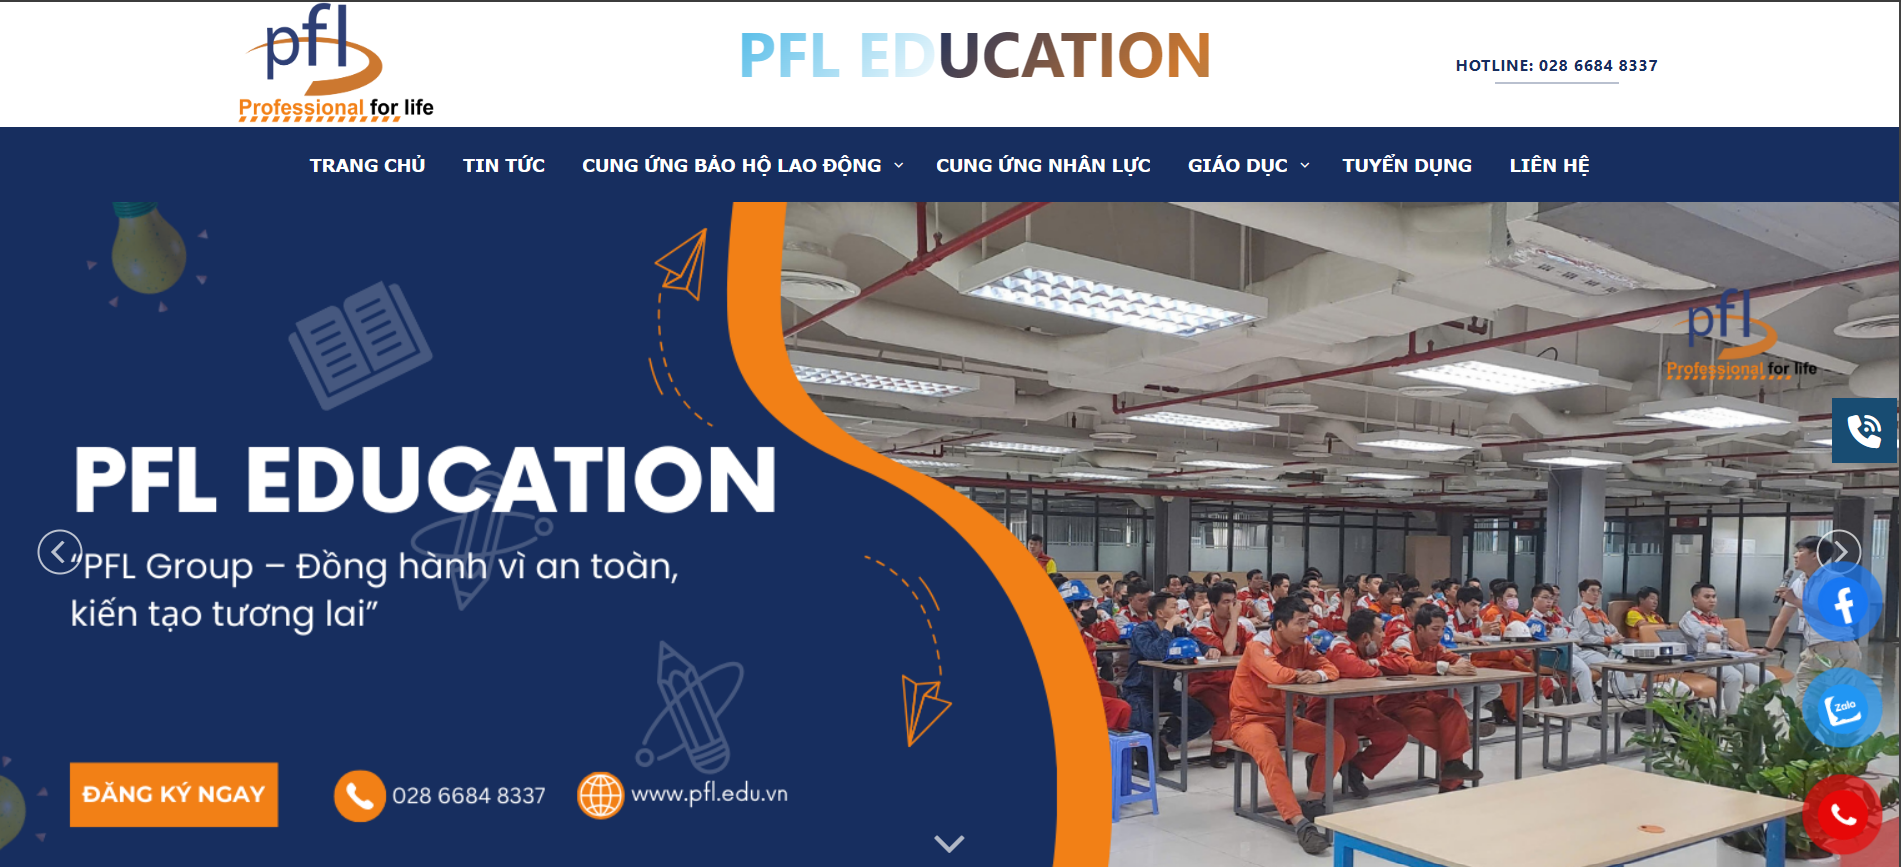 pfl
Professional for life
PFL EDUCATION
HOTLINE: 028 6684 8337
TRANG CHỦ TIN TỨC CUNG ỨNG BẢO HỘ LAO ĐỘNG CUNG ỨNG NHÂN LỰC GIÁO DỤC TUYỂN DỤNG LIÊN HỆ
pfl
Professional for life
PFL EDUCATION
“PFL Group – Đồng hành vì an toàn,
kiến tạo tương lai”
Zalo
ĐĂNG KÝ NGAY 028 6684 8337 www.pfl.edu.vn